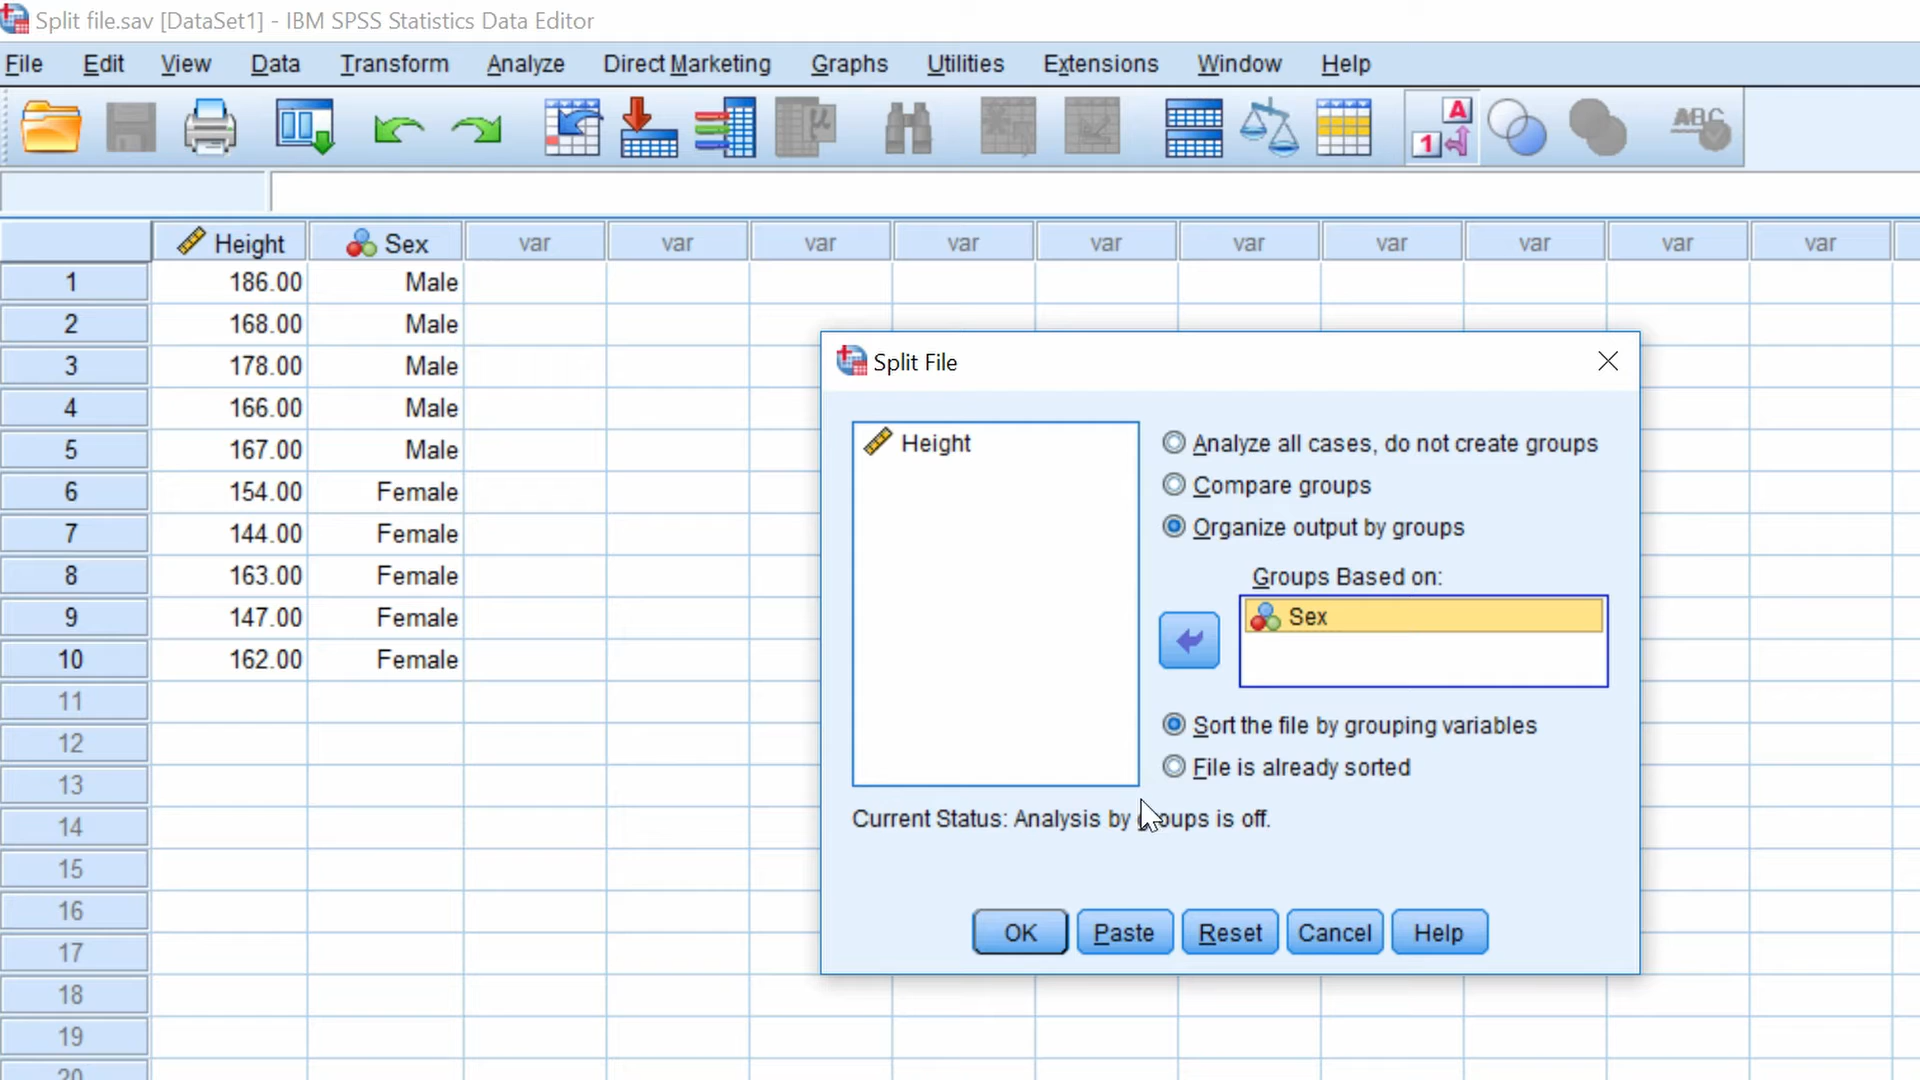 Split file.sav [DataSet1] - IBM SPSS Statistics Data Editor
File Edit View Data Transform Analyze Direct Marketing Graphs Utilities Extensions Window Help
A
1
µ
ABC
Height Sex var var var var var var var var var var
1 186.00 Male
2 168.00 Male
3 178.00 Male
4 166.00 Male
5 167.00 Male
6 154.00 Female
7 144.00 Female
8 163.00 Female
9 147.00 Female
10 162.00 Female
11
12
13
14
15
16
17
18
19
20
Split File
Height
Analyze all cases, do not create groups
Compare groups
Organize output by groups
Groups Based on:
Sex
Sort the file by grouping variables
File is already sorted
Current Status: Analysis by groups is off.
OK Paste Reset Cancel Help